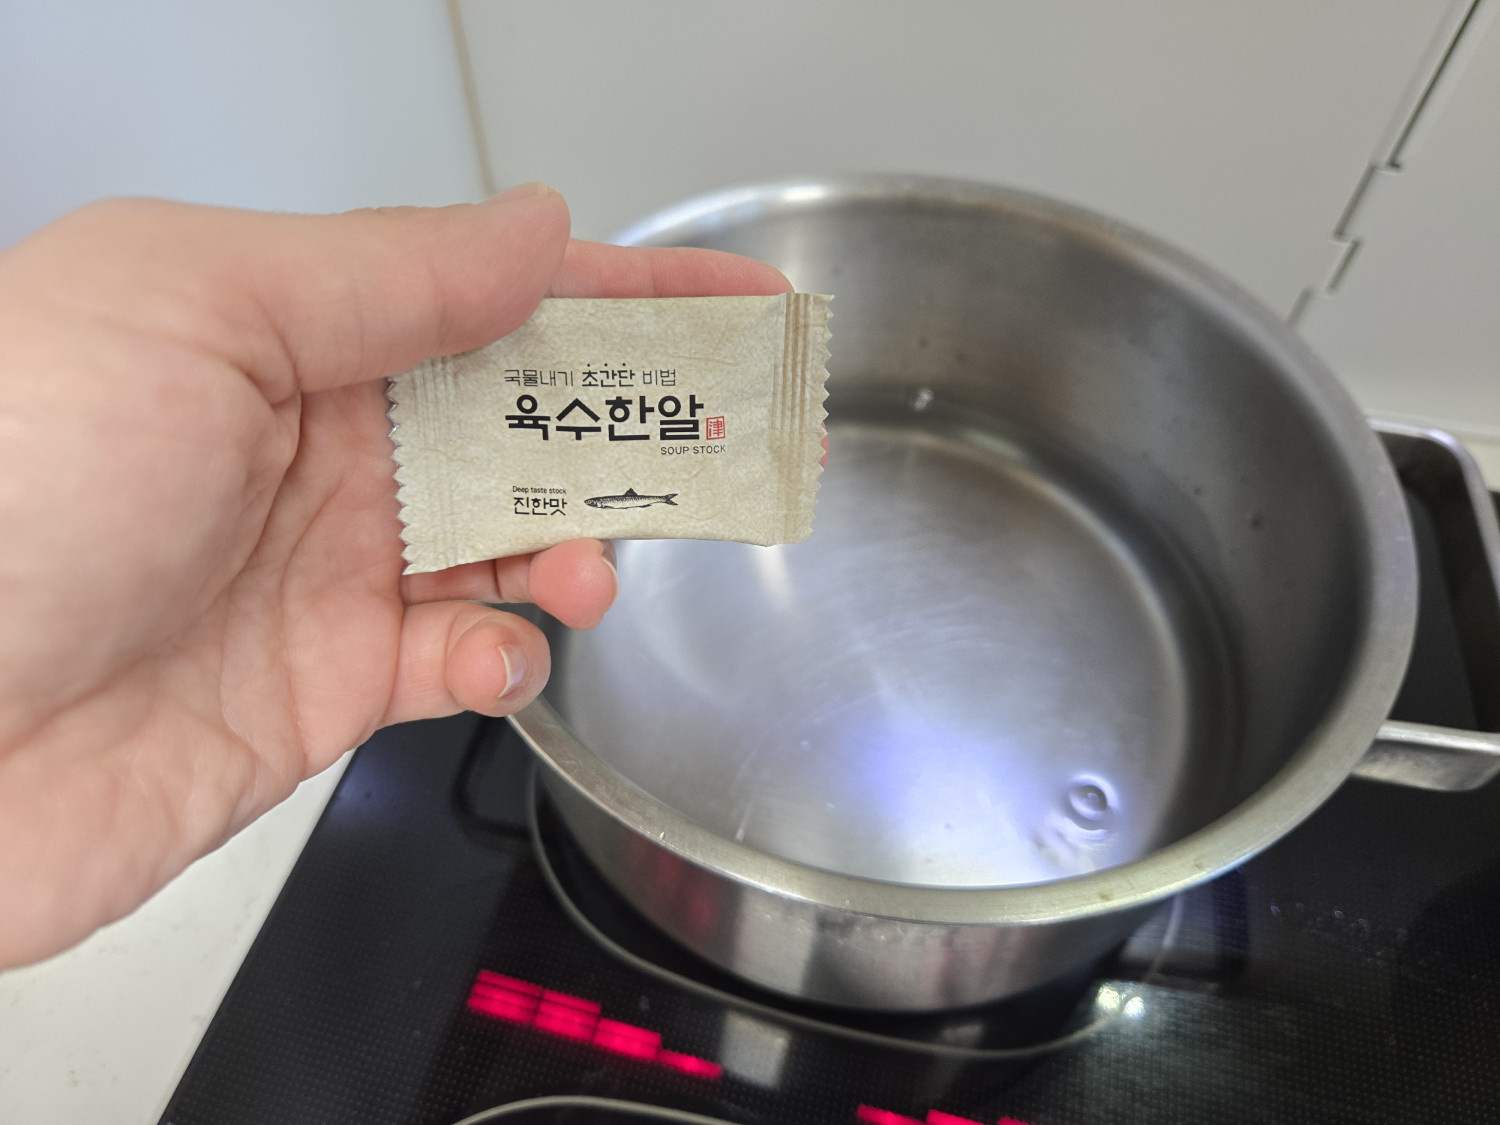 국물내기 초간단 비법
육수한알 津
SOUP STOCK
Deep taste stock
진한맛